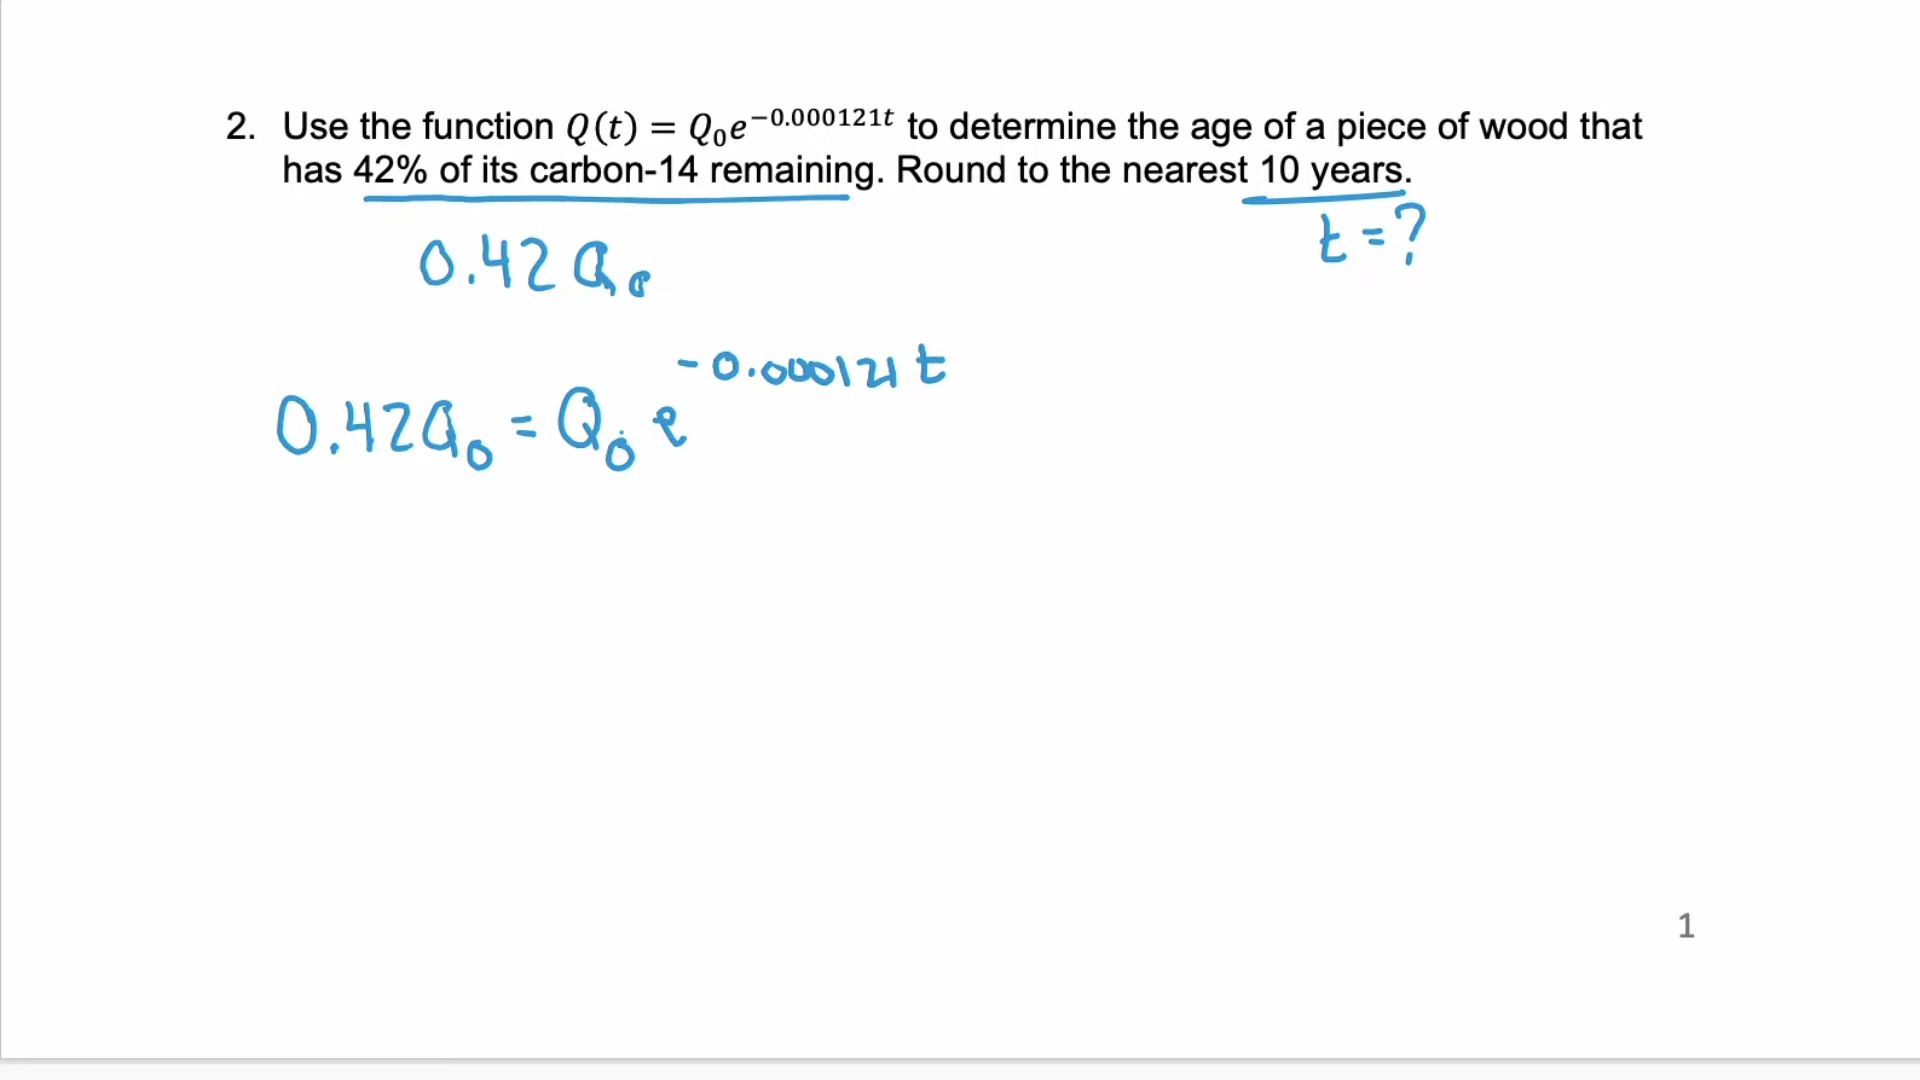 2. Use the function Q(t) = Q₀e^{−0.000121t} to determine the age of a piece of wood that
has 42% of its carbon-14 remaining. Round to the nearest 10 years.
0.42 Q₀
t = ?
0.42Q₀ = Q₀ e^{-0.000121 t}
1